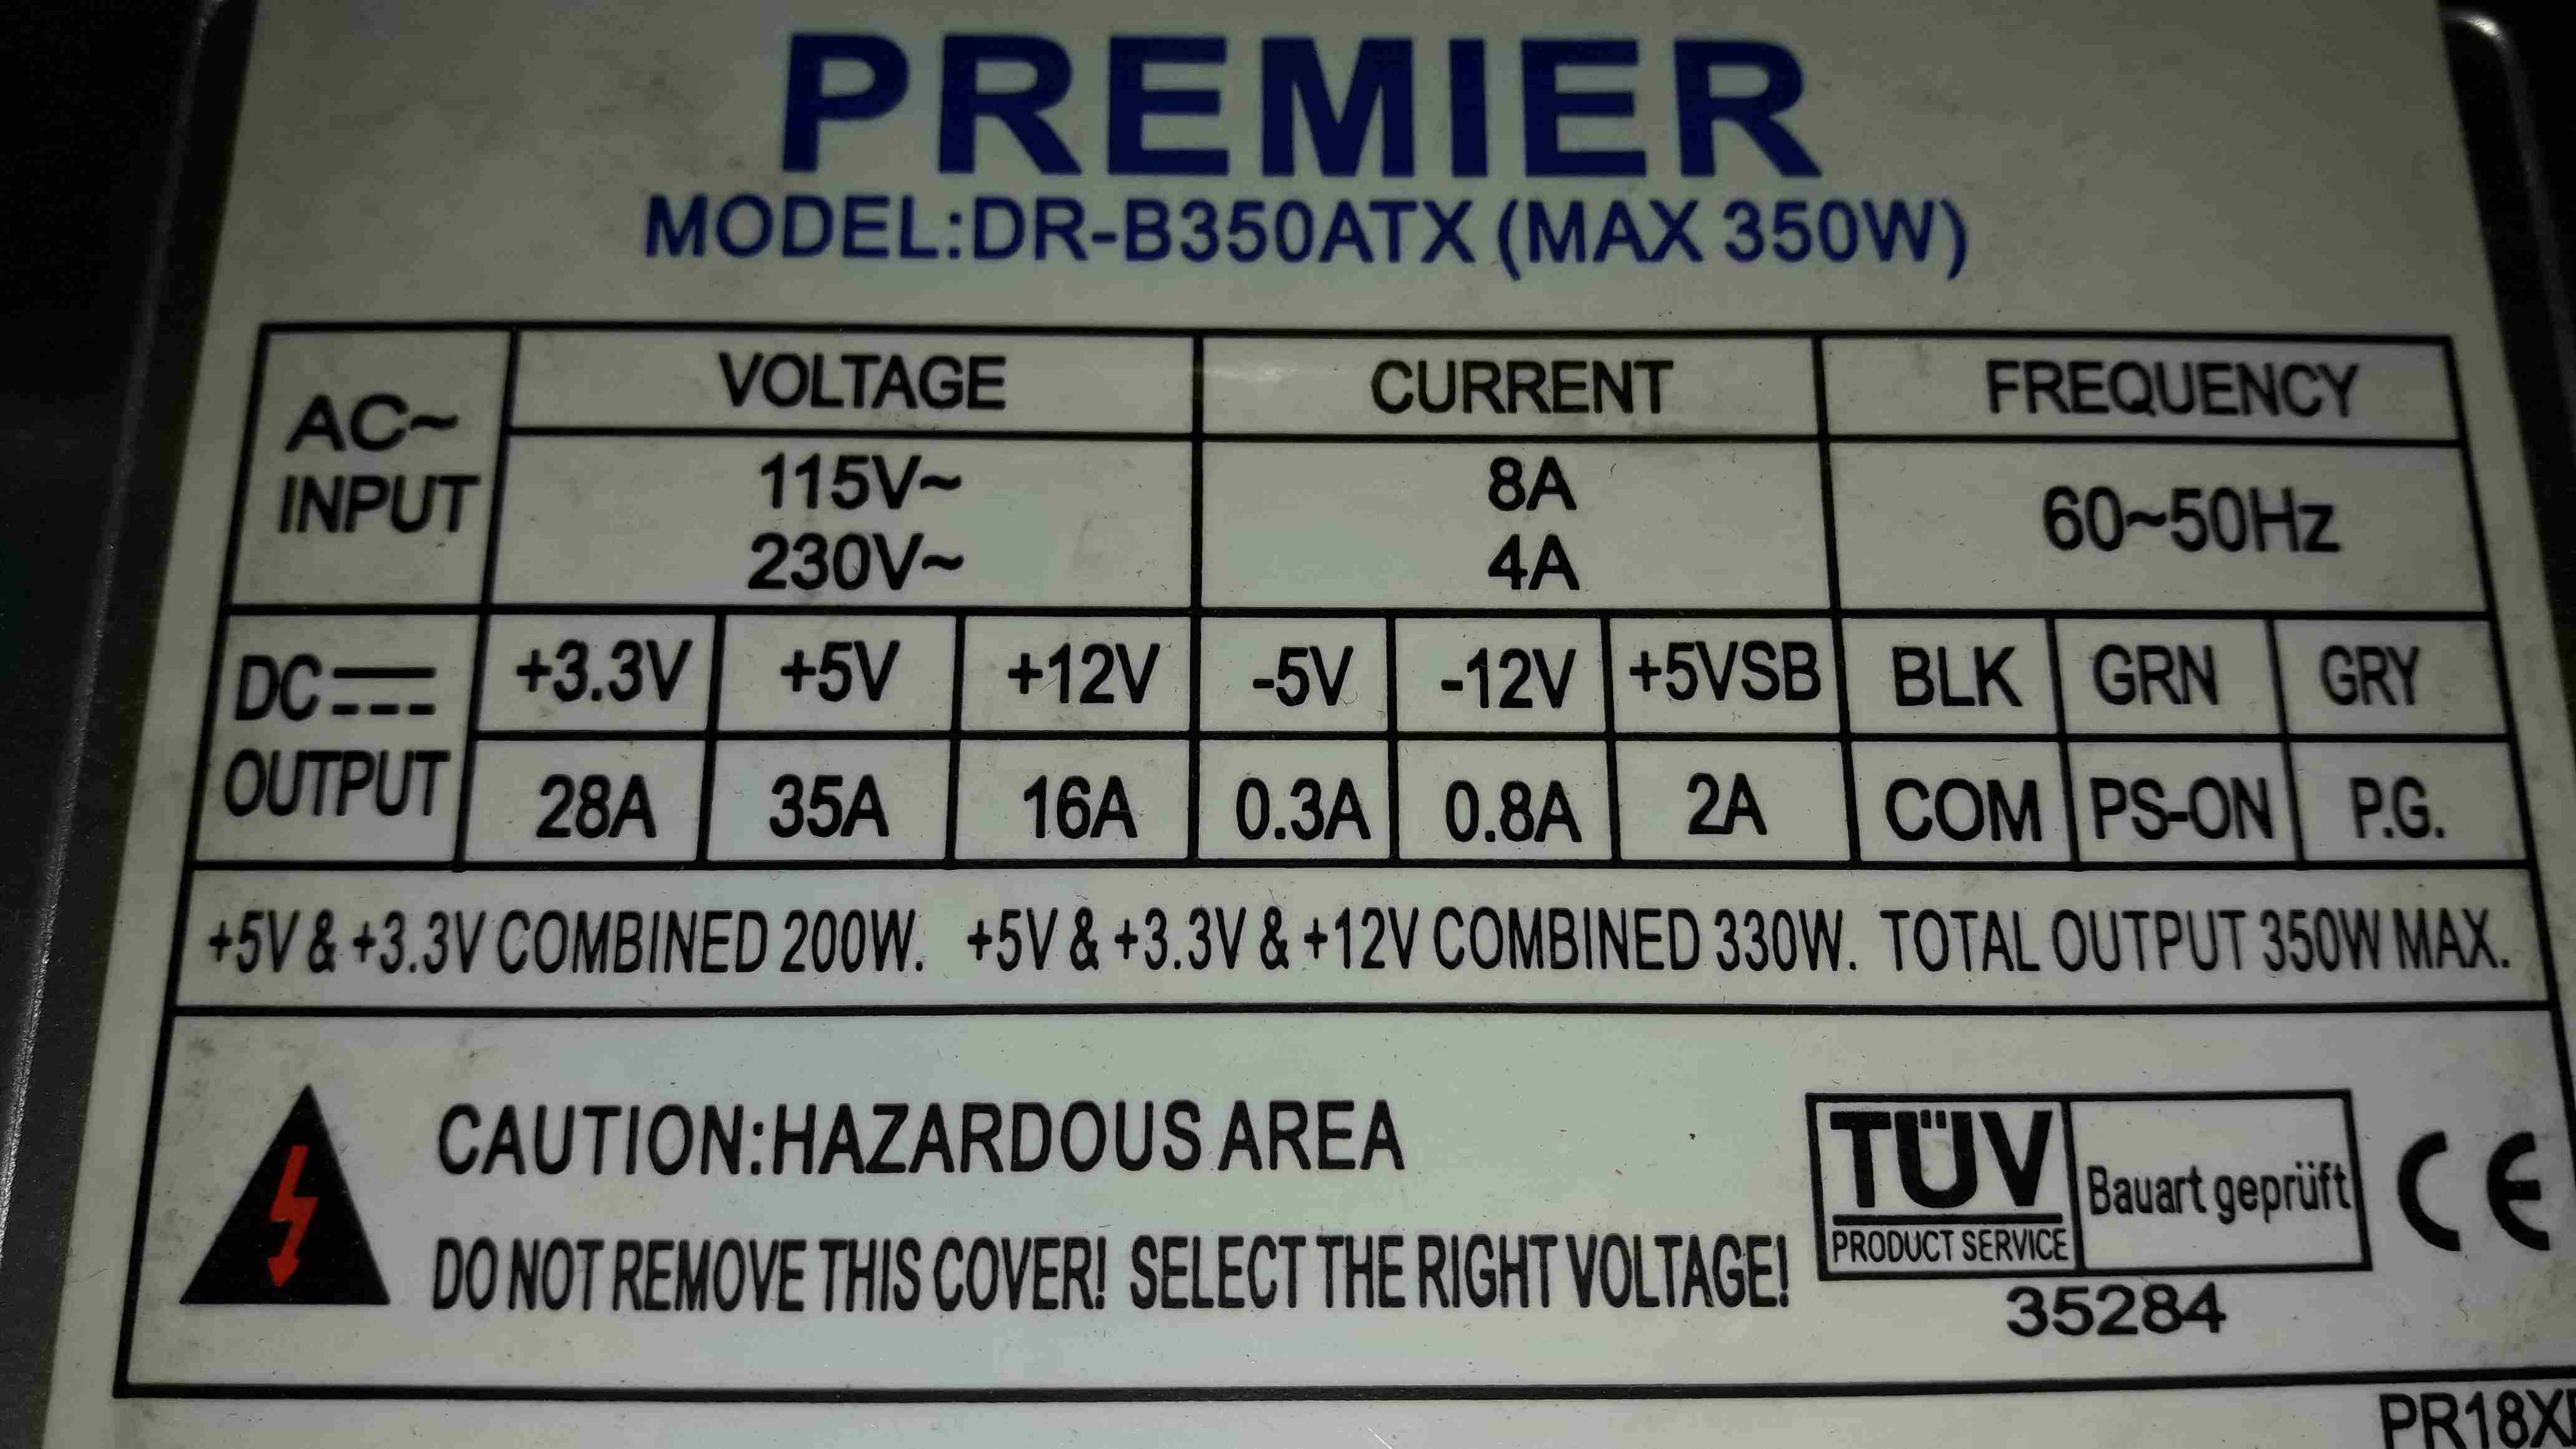 PREMIER
MODEL:DR-B350ATX (MAX 350W)
AC~ INPUT
VOLTAGE CURRENT FREQUENCY
115V~ 8A 60~50Hz
230V~ 4A
DC OUTPUT
+3.3V +5V +12V -5V -12V +5VSB BLK GRN GRY
28A 35A 16A 0.3A 0.8A 2A COM PS-ON P.G.
+5V & +3.3V COMBINED 200W. +5V & +3.3V & +12V COMBINED 330W. TOTAL OUTPUT 350W MAX.
CAUTION:HAZARDOUS AREA
DO NOT REMOVE THIS COVER! SELECT THE RIGHT VOLTAGE!
TÜV
PRODUCT SERVICE
Bauart geprüft
CE
35284